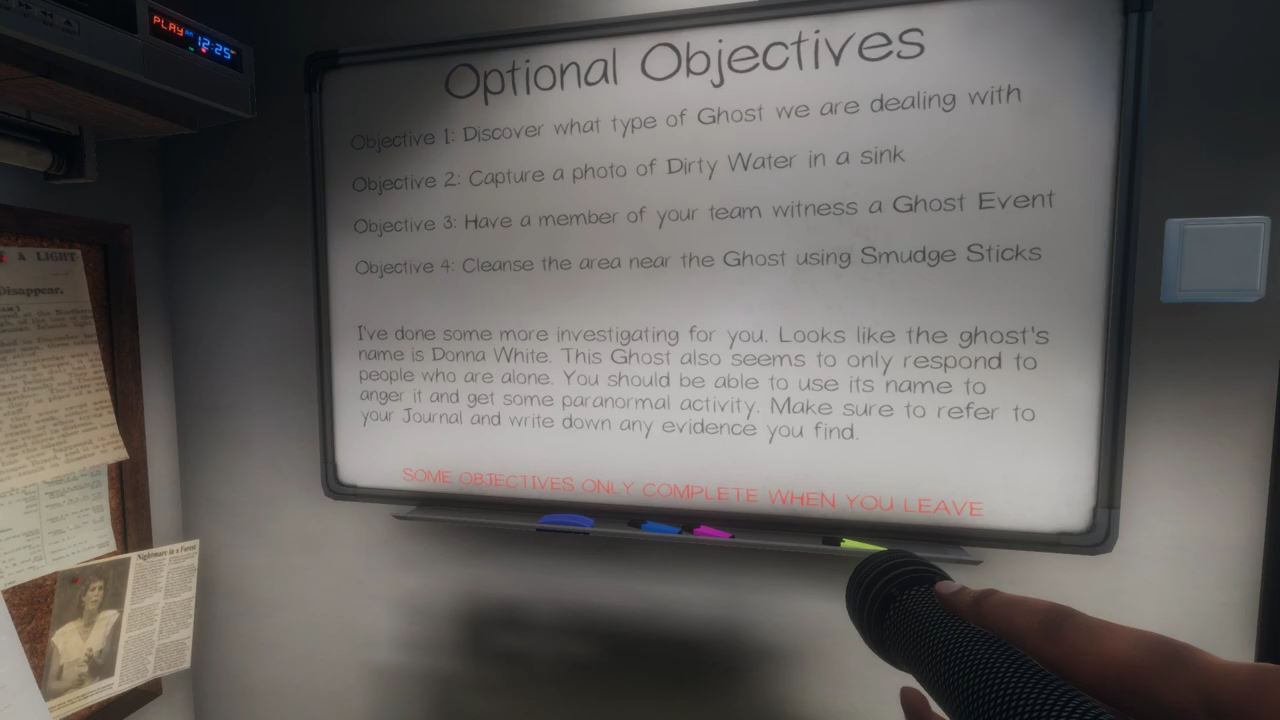 PLAY
12:25
Optional Objectives
Objective 1: Discover what type of Ghost we are dealing with
Objective 2: Capture a photo of Dirty Water in a sink
Objective 3: Have a member of your team witness a Ghost Event
Objective 4: Cleanse the area near the Ghost using Smudge Sticks
I've done some more investigating for you. Looks like the ghost's
name is Donna White. This Ghost also seems to only respond to
people who are alone. You should be able to use its name to
anger it and get some paranormal activity. Make sure to refer to
your Journal and write down any evidence you find.
SOME OBJECTIVES ONLY COMPLETE WHEN YOU LEAVE
A LIGHT
Disappear.
Nightmare in a Forest